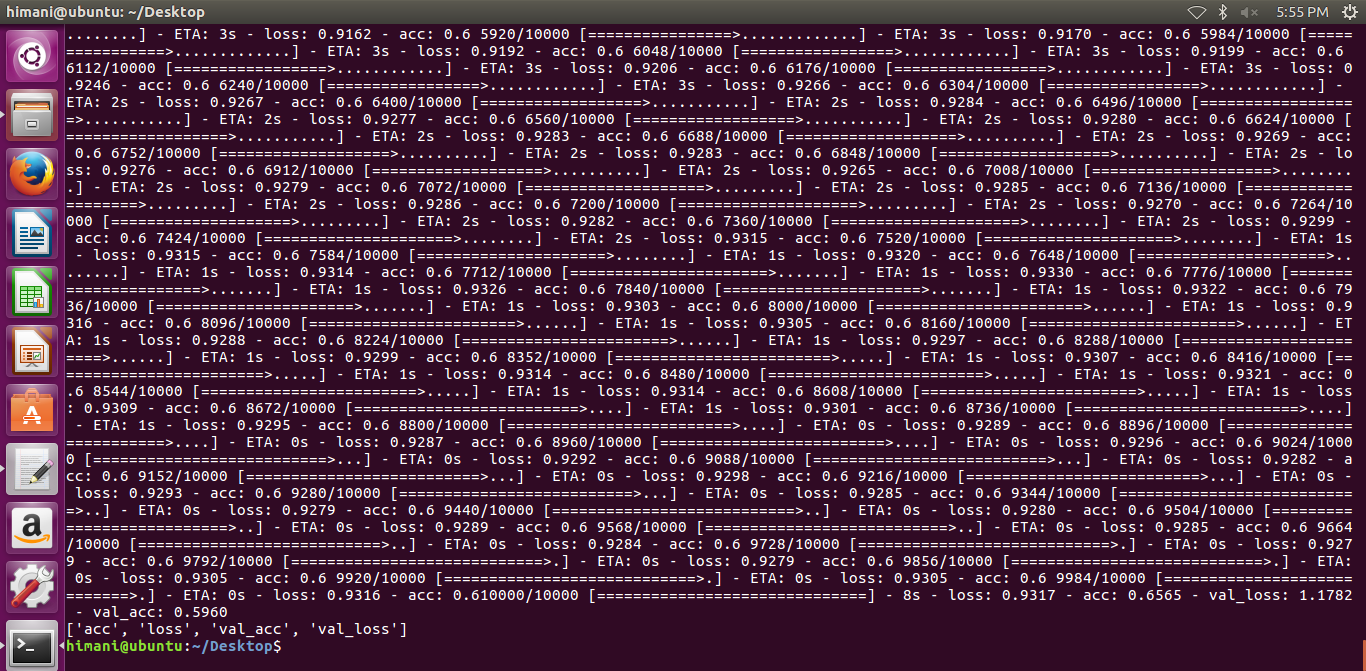 himani@ubuntu: ~/Desktop
5:55 PM
........] - ETA: 3s - loss: 0.9162 - acc: 0.6 5920/10000 [=================>.............] - ETA: 3s - loss: 0.9170 - acc: 0.6 5984/10000 [=====
============>.............] - ETA: 3s - loss: 0.9192 - acc: 0.6 6048/10000 [=================>............] - ETA: 3s - loss: 0.9199 - acc: 0.6
6112/10000 [=================>............] - ETA: 3s - loss: 0.9206 - acc: 0.6 6176/10000 [=================>............] - ETA: 3s - loss: 0
.9246 - acc: 0.6 6240/10000 [=================>............] - ETA: 3s - loss: 0.9266 - acc: 0.6 6304/10000 [=================>...........] -
ETA: 2s - loss: 0.9267 - acc: 0.6 6400/10000 [==================>...........] - ETA: 2s - loss: 0.9284 - acc: 0.6 6496/10000 [=================
=>...........] - ETA: 2s - loss: 0.9277 - acc: 0.6 6560/10000 [==================>...........] - ETA: 2s - loss: 0.9280 - acc: 0.6 6624/10000 [
==================>...........] - ETA: 2s - loss: 0.9283 - acc: 0.6 6688/10000 [===================>..........] - ETA: 2s - loss: 0.9269 - acc:
0.6 6752/10000 [===================>..........] - ETA: 2s - loss: 0.9283 - acc: 0.6 6848/10000 [===================>..........] - ETA: 2s - lo
ss: 0.9276 - acc: 0.6 6912/10000 [===================>..........] - ETA: 2s - loss: 0.9265 - acc: 0.6 7008/10000 [====================>........
.] - ETA: 2s - loss: 0.9279 - acc: 0.6 7072/10000 [====================>.........] - ETA: 2s - loss: 0.9285 - acc: 0.6 7136/10000 [============
========>.........] - ETA: 2s - loss: 0.9286 - acc: 0.6 7200/10000 [====================>.........] - ETA: 2s - loss: 0.9270 - acc: 0.6 7264/10
000 [====================>.........] - ETA: 2s - loss: 0.9282 - acc: 0.6 7360/10000 [=====================>........] - ETA: 2s - loss: 0.9299 -
acc: 0.6 7424/10000 [=====================>........] - ETA: 2s - loss: 0.9315 - acc: 0.6 7520/10000 [=====================>........] - ETA: 1s
- loss: 0.9315 - acc: 0.6 7584/10000 [=====================>........] - ETA: 1s - loss: 0.9320 - acc: 0.6 7648/10000 [=====================>..
......] - ETA: 1s - loss: 0.9314 - acc: 0.6 7712/10000 [======================>.......] - ETA: 1s - loss: 0.9330 - acc: 0.6 7776/10000 [=======
===============>.......] - ETA: 1s - loss: 0.9326 - acc: 0.6 7840/10000 [======================>.......] - ETA: 1s - loss: 0.9322 - acc: 0.6 79
36/10000 [======================>.......] - ETA: 1s - loss: 0.9303 - acc: 0.6 8000/10000 [=======================>......] - ETA: 1s - loss: 0.9
316 - acc: 0.6 8096/10000 [=======================>......] - ETA: 1s - loss: 0.9305 - acc: 0.6 8160/10000 [=======================>......] - ET
A: 1s - loss: 0.9288 - acc: 0.6 8224/10000 [=======================>......] - ETA: 1s - loss: 0.9297 - acc: 0.6 8288/10000 [===================
====>......] - ETA: 1s - loss: 0.9299 - acc: 0.6 8352/10000 [========================>.....] - ETA: 1s - loss: 0.9307 - acc: 0.6 8416/10000 [==
======================>.....] - ETA: 1s - loss: 0.9314 - acc: 0.6 8480/10000 [========================>.....] - ETA: 1s - loss: 0.9321 - acc: 0
.6 8544/10000 [========================>.....] - ETA: 1s - loss: 0.9314 - acc: 0.6 8608/10000 [========================>.....] - ETA: 1s - loss
: 0.9309 - acc: 0.6 8672/10000 [=========================>....] - ETA: 1s - loss: 0.9301 - acc: 0.6 8736/10000 [=========================>....]
- ETA: 1s - loss: 0.9295 - acc: 0.6 8800/10000 [=========================>....] - ETA: 0s - loss: 0.9289 - acc: 0.6 8896/10000 [=============
============>....] - ETA: 0s - loss: 0.9287 - acc: 0.6 8960/10000 [=========================>....] - ETA: 0s - loss: 0.9296 - acc: 0.6 9024/1000
0 [==========================>...] - ETA: 0s - loss: 0.9292 - acc: 0.6 9088/10000 [==========================>...] - ETA: 0s - loss: 0.9282 - a
cc: 0.6 9152/10000 [==========================>...] - ETA: 0s - loss: 0.9298 - acc: 0.6 9216/10000 [==========================>...] - ETA: 0s -
loss: 0.9293 - acc: 0.6 9280/10000 [==========================>...] - ETA: 0s - loss: 0.9285 - acc: 0.6 9344/10000 [==========================
=>..] - ETA: 0s - loss: 0.9279 - acc: 0.6 9440/10000 [===========================>..] - ETA: 0s - loss: 0.9280 - acc: 0.6 9504/10000 [=========
==================>..] - ETA: 0s - loss: 0.9289 - acc: 0.6 9568/10000 [===========================>..] - ETA: 0s - loss: 0.9285 - acc: 0.6 9664
/10000 [===========================>..] - ETA: 0s - loss: 0.9284 - acc: 0.6 9728/10000 [============================>.] - ETA: 0s - loss: 0.927
9 - acc: 0.6 9792/10000 [============================>.] - ETA: 0s - loss: 0.9279 - acc: 0.6 9856/10000 [============================>.] - ETA:
0s - loss: 0.9305 - acc: 0.6 9920/10000 [============================>.] - ETA: 0s - loss: 0.9305 - acc: 0.6 9984/10000 [=====================
=======>.] - ETA: 0s - loss: 0.9316 - acc: 0.610000/10000 [==============================] - 8s - loss: 0.9317 - acc: 0.6565 - val_loss: 1.1782
- val_acc: 0.5960
['acc', 'loss', 'val_acc', 'val_loss']
himani@ubuntu:~/Desktop$